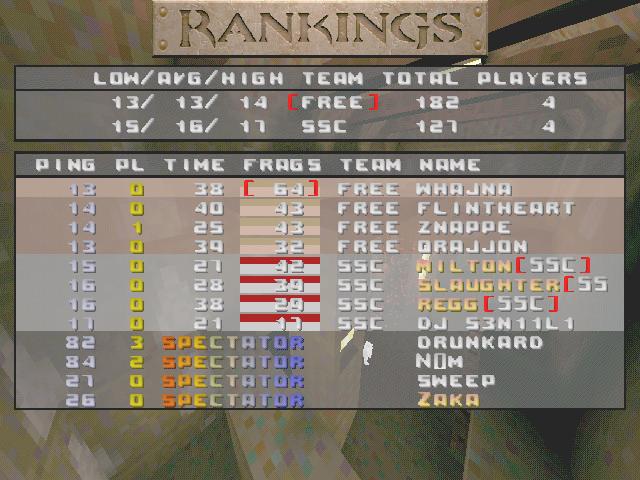 RANKINGS
LOW/AVG/HIGH TEAM TOTAL PLAYERS
13/ 13/ 14 [FREE] 182 4
15/ 16/ 17 SSC 127 4
PING PL TIME FRAGS TEAM NAME
13 0 38 [ 64] FREE WHAJNA
14 0 40 43 FREE FLINTHEART
14 1 25 43 FREE ZNAPPE
13 0 39 32 FREE QRAJJON
15 0 27 42 SSC MILTON[SSC]
16 0 28 39 SSC SLAUGHTER[SS
16 0 38 29 SSC REGG[SSC]
17 0 21 17 SSC DJ S3N11L1
82 3 SPECTATOR DRUNKARD
84 2 SPECTATOR
27 0 SPECTATOR SWEEP
26 0 SPECTATOR ZAKA